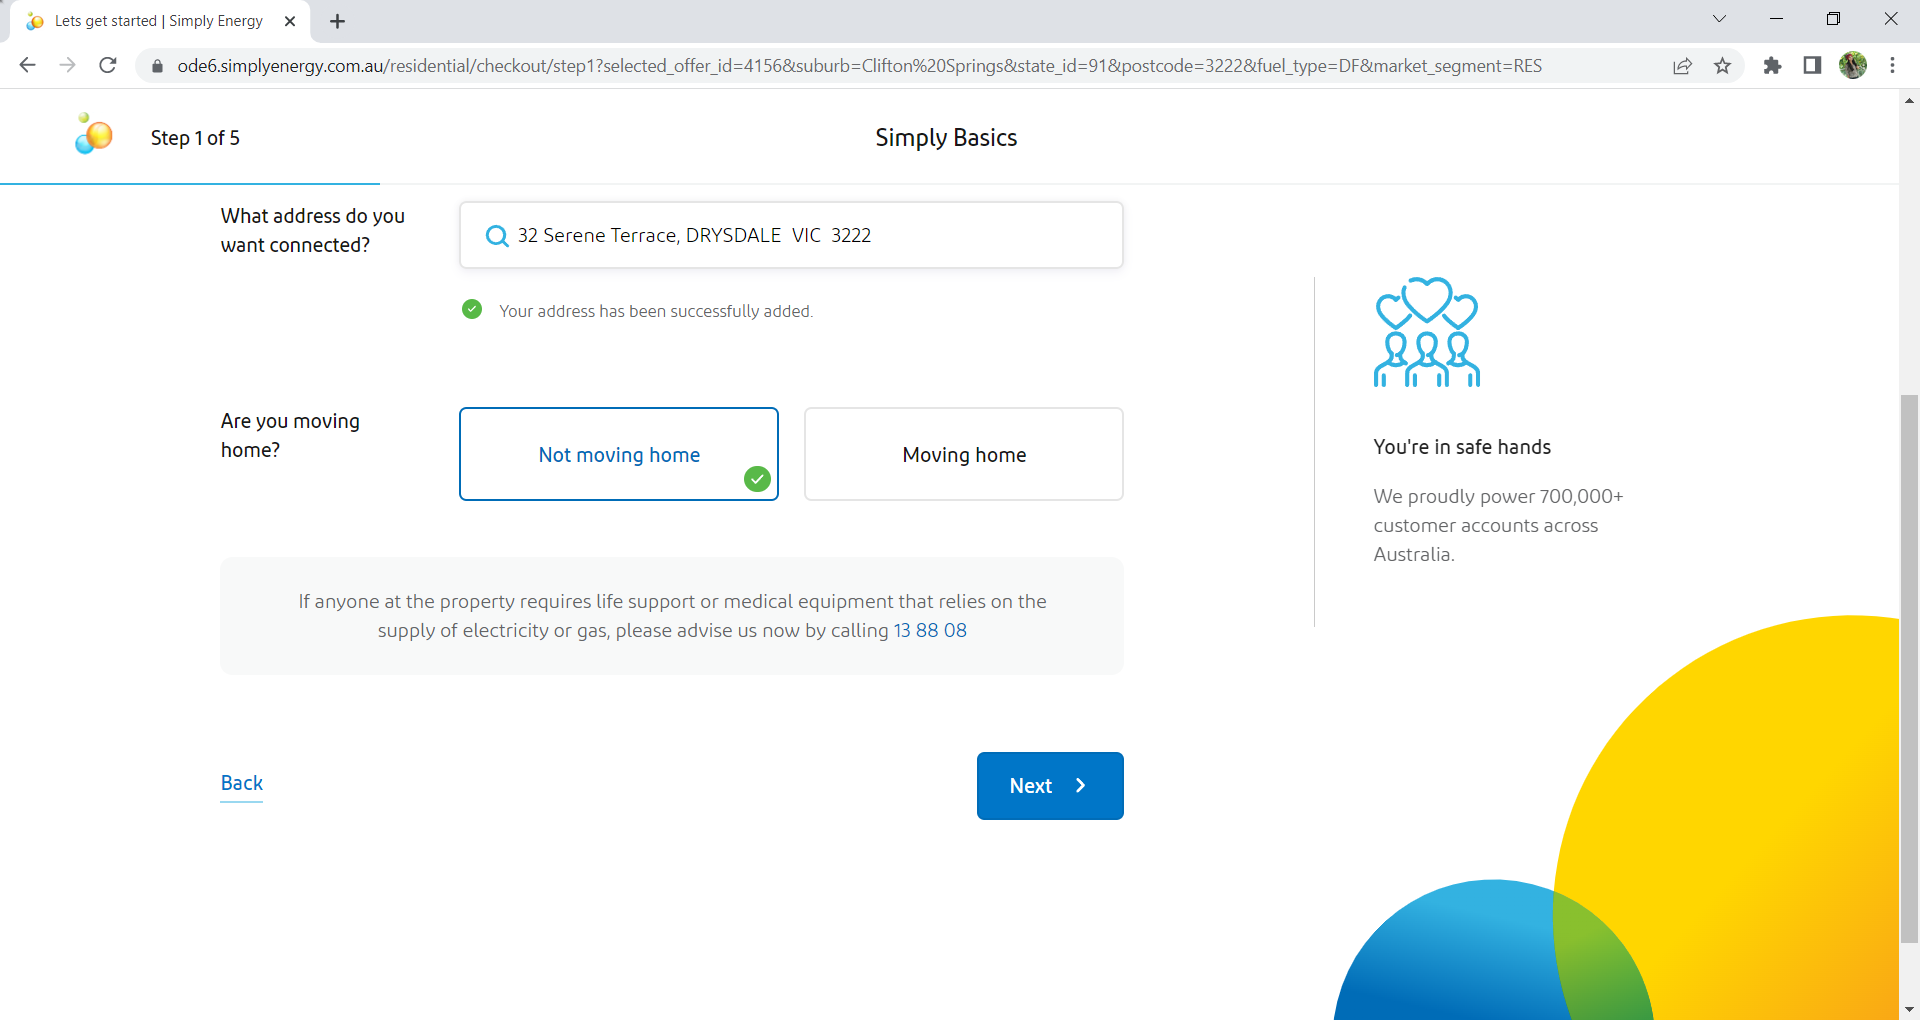 Lets get started | Simply Energy
ode6.simplyenergy.com.au/residential/checkout/step1?selected_offer_id=4156&suburb=Clifton%20Springs&state_id=91&postcode=3222&fuel_type=DF&market_segment=RES
Step 1 of 5
Simply Basics
What address do you
want connected?
32 Serene Terrace, DRYSDALE  VIC  3222
Your address has been successfully added.
Are you moving
home?
Not moving home
Moving home
You're in safe hands
We proudly power 700,000+
customer accounts across
Australia.
If anyone at the property requires life support or medical equipment that relies on the
supply of electricity or gas, please advise us now by calling 13 88 08
Back
Next